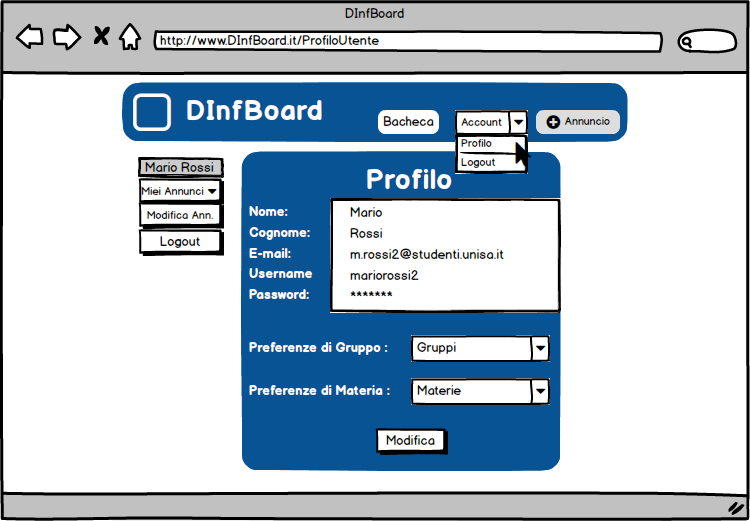 DInfBoard
http://www.DInfBoard.it/ProfiloUtente
DInfBoard
Bacheca
Account
Annuncio
Profilo
Logout
Mario Rossi
Miei Annunci
Modifica Ann.
Logout
Profilo
Nome: Mario
Cognome: Rossi
E-mail: m.rossi2@studenti.unisa.it
Username mariorossi2
Password: *******
Preferenze di Gruppo : Gruppi
Preferenze di Materia : Materie
Modifica